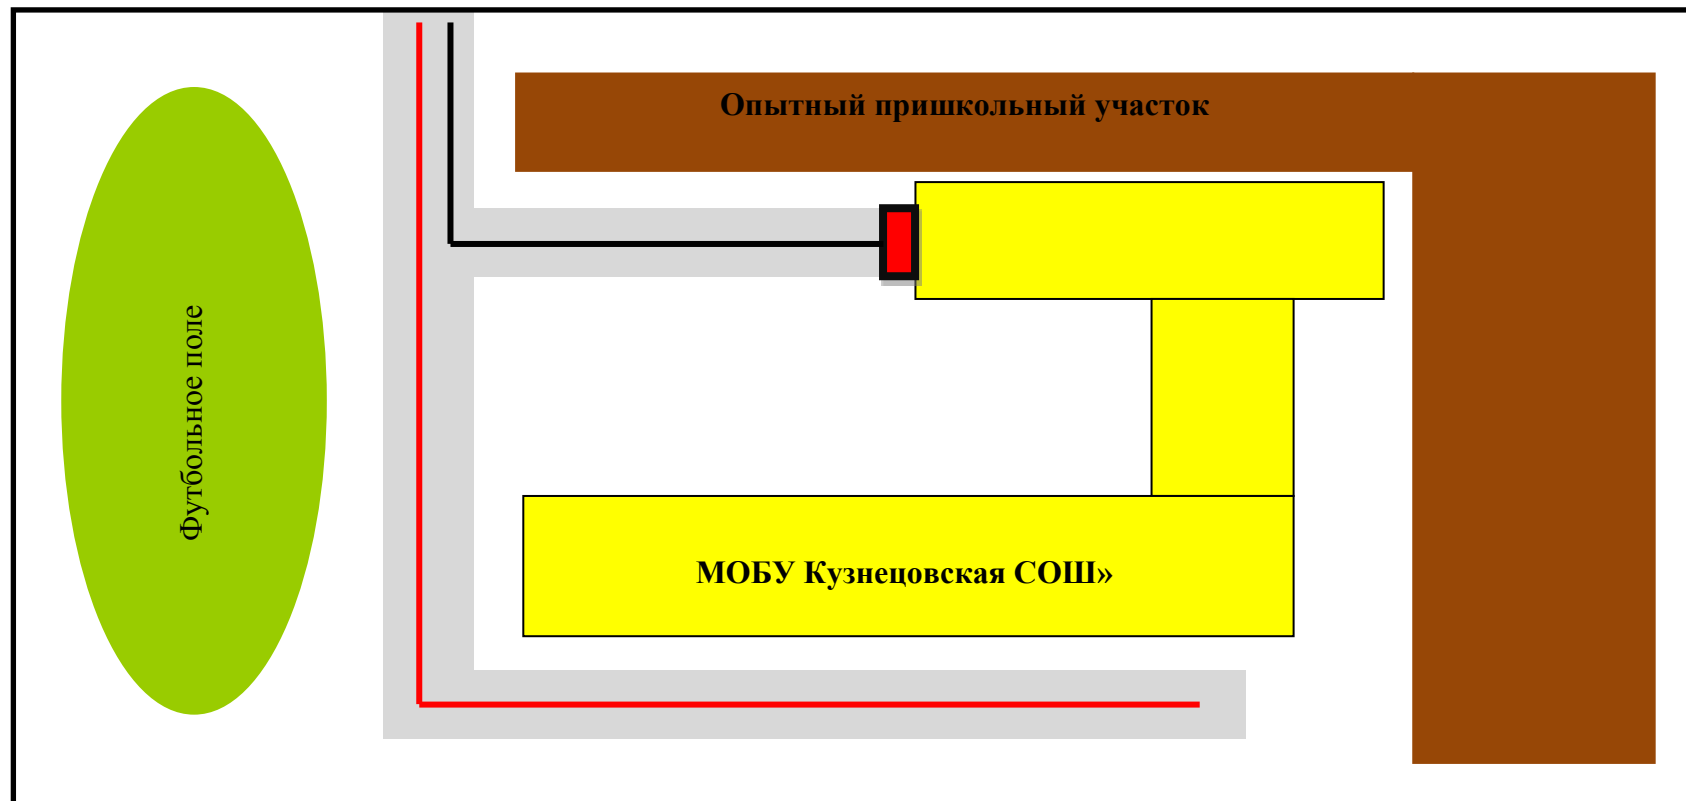 Опытный пришкольный участок
Футбольное поле
МОБУ Кузнецовская СОШ»